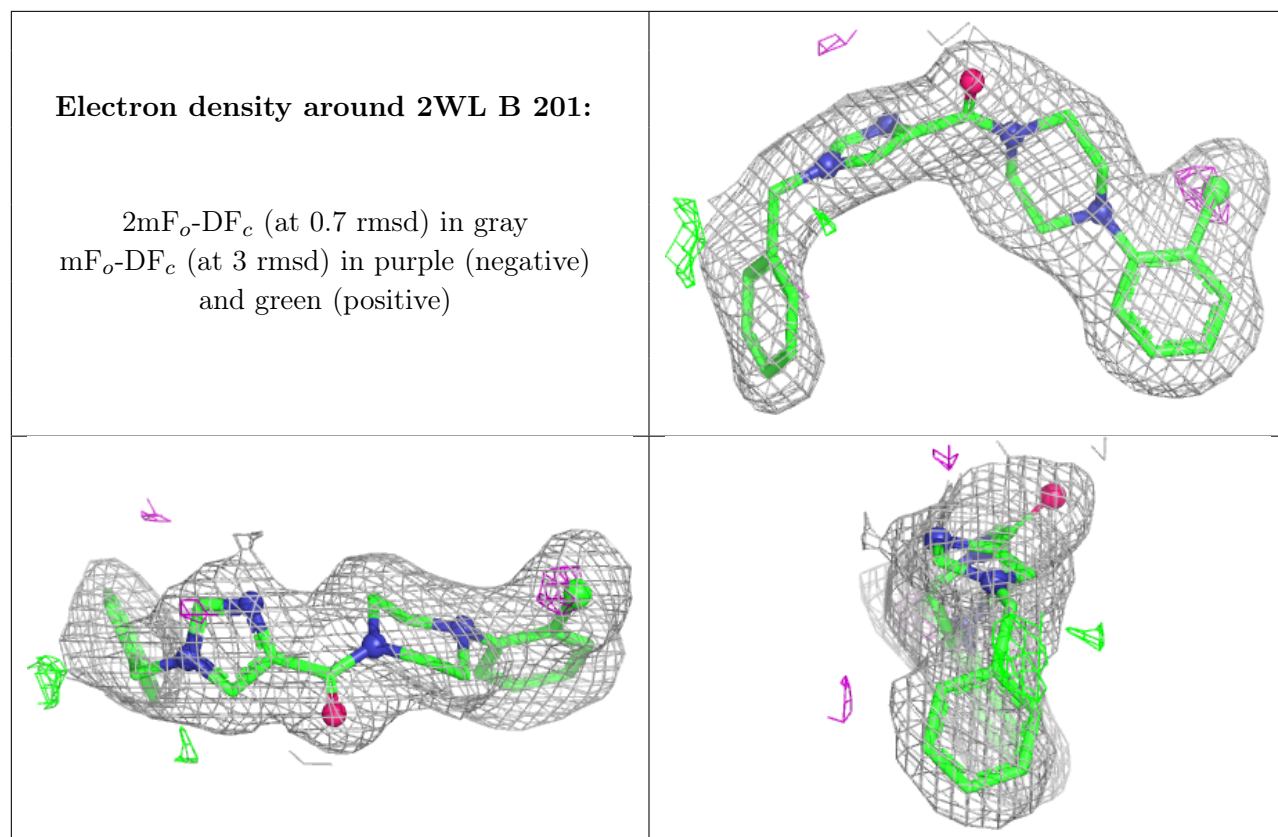 Electron density around 2WL B 201:
2mFo-DFc (at 0.7 rmsd) in gray
mFo-DFc (at 3 rmsd) in purple (negative)
and green (positive)